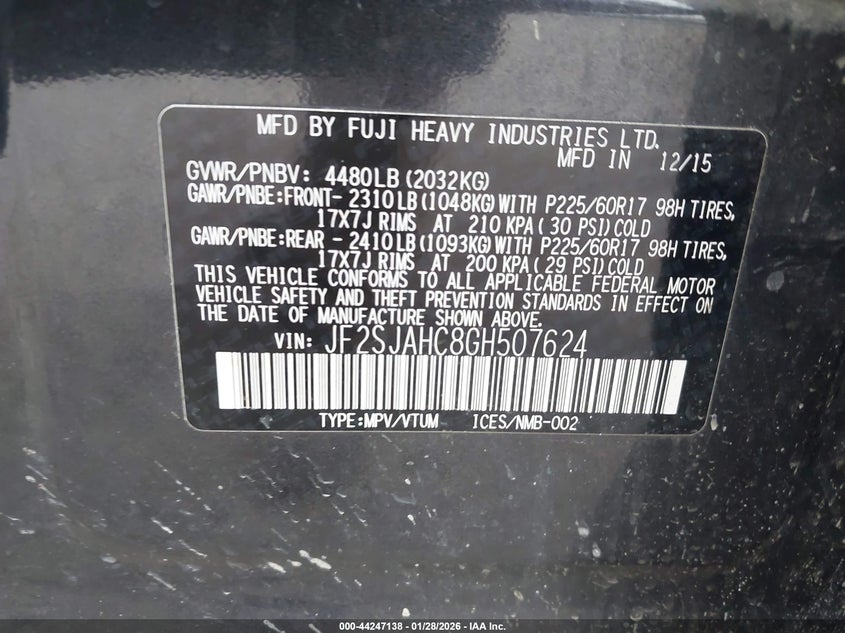 MFD BY FUJI HEAVY INDUSTRIES LTD.
MFD IN 12/15
GVWR/PNBV: 4480LB(2032KG)
GAWR/PNBE:FRONT- 2310LB(1048KG)WITH P225/60R17 98H TIRES,
17X7J RIMS AT 210 KPA( 30 PSI)COLD
GAWR/PNBE:REAR - 2410LB(1093KG)WITH P225/60R17 98H TIRES,
17X7J RIMS AT 200 KPA( 29 PSI)COLD
THIS VEHICLE CONFORMS TO ALL APPLICABLE FEDERAL MOTOR
VEHICLE SAFETY AND THEFT PREVENTION STANDARDS IN EFFECT ON
THE DATE OF MANUFACTURE SHOWN ABOVE.
VIN: JF2SJAHC8GH507624
TYPE:MPV/VTUM ICES/NMB-002
000-44247138 - 01/28/2026 - IAA Inc.